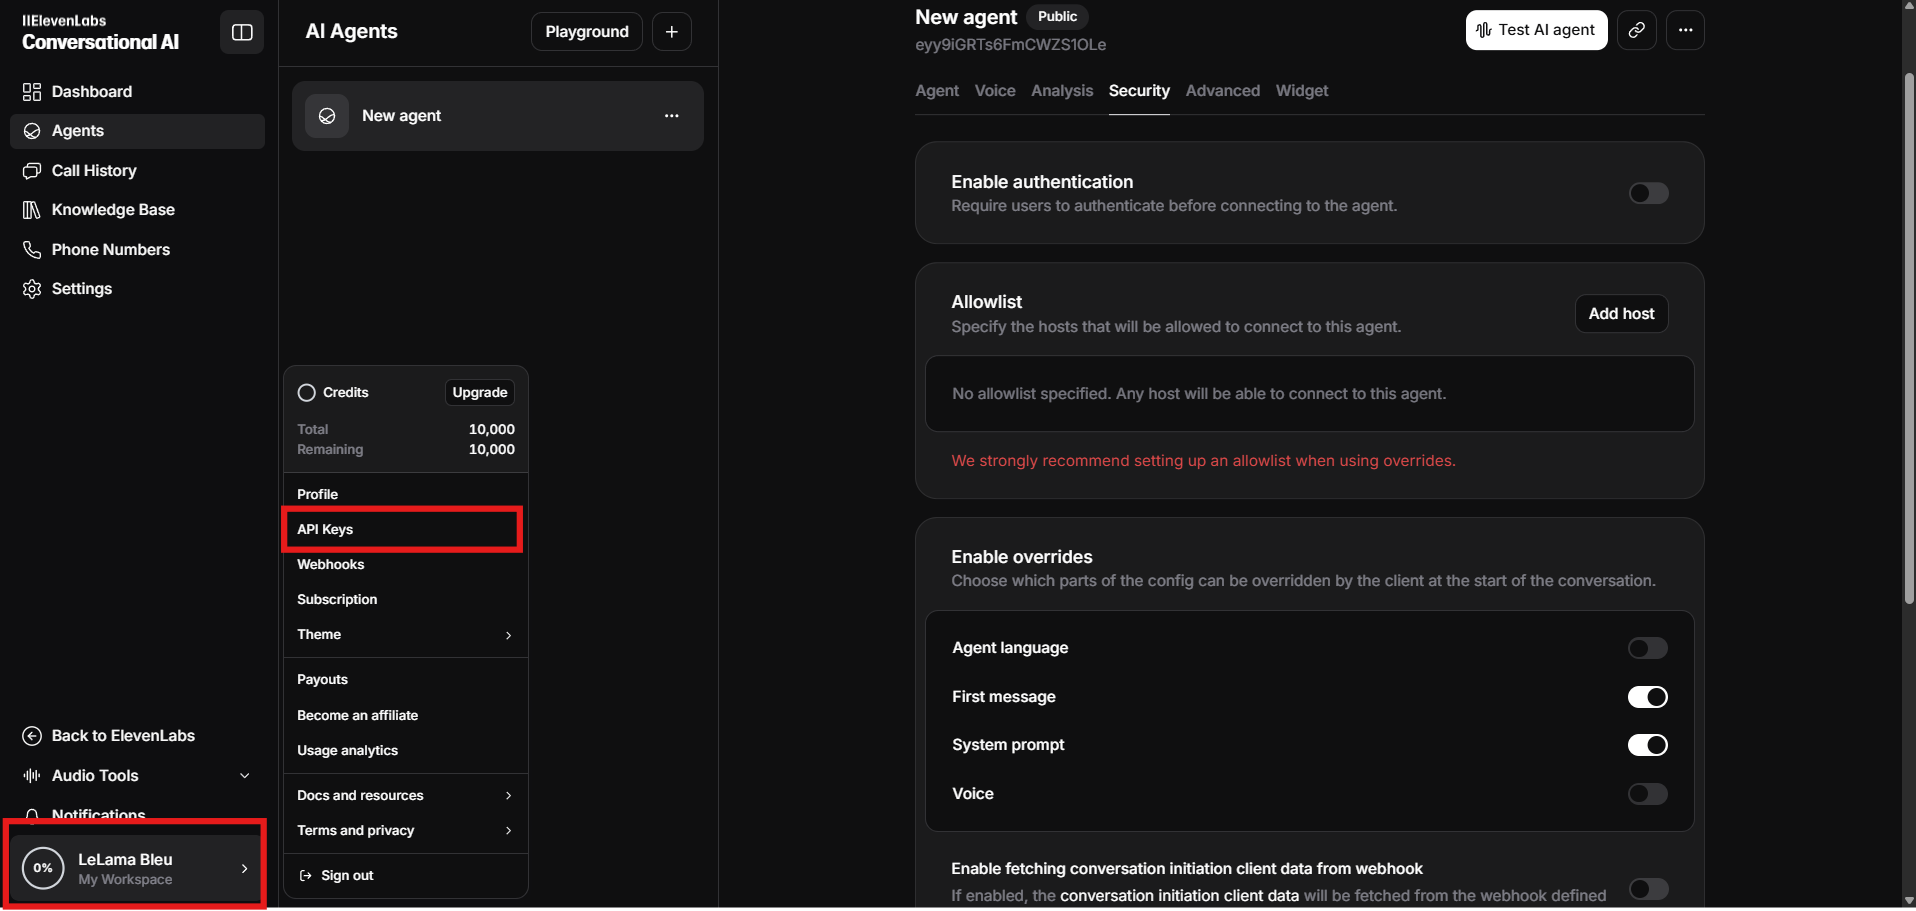 IIElevenLabs
Conversational AI
Dashboard
Agents
Call History
Knowledge Base
Phone Numbers
Settings
Back to ElevenLabs
Audio Tools
Notifications
0%
LeLama Bleu
My Workspace
AI Agents
Playground
+
New agent
Credits
Upgrade
Total 10,000
Remaining 10,000
Profile
API Keys
Webhooks
Subscription
Theme
Payouts
Become an affiliate
Usage analytics
Docs and resources
Terms and privacy
Sign out
New agent Public
eyy9iGRTs6FmCWZS1OLe
Test AI agent
Agent Voice Analysis Security Advanced Widget
Enable authentication
Require users to authenticate before connecting to the agent.
Allowlist
Specify the hosts that will be allowed to connect to this agent.
Add host
No allowlist specified. Any host will be able to connect to this agent.
We strongly recommend setting up an allowlist when using overrides.
Enable overrides
Choose which parts of the config can be overridden by the client at the start of the conversation.
Agent language
First message
System prompt
Voice
Enable fetching conversation initiation client data from webhook
If enabled, the conversation initiation client data will be fetched from the webhook defined